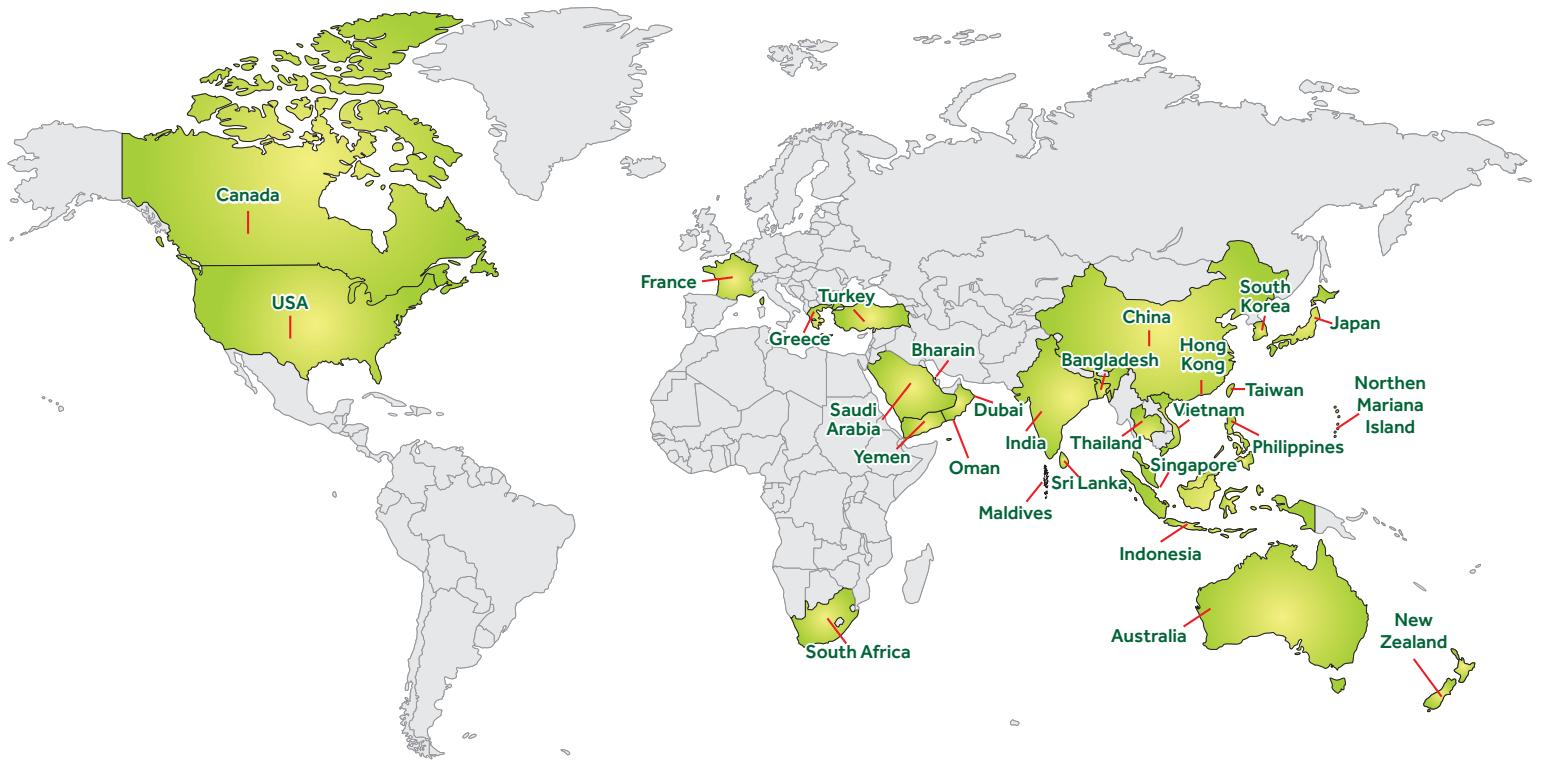 Canada
USA
France
Turkey
Greece
Bharain
Saudi
Arabia
Yemen
Dubai
Oman
India
Maldives
Sri Lanka
Bangladesh
China
Hong
Kong
South
Korea
Japan
Taiwan
Vietnam
Thailand
Singapore
Philippines
Northen
Mariana
Island
Indonesia
Australia
New
Zealand
South Africa